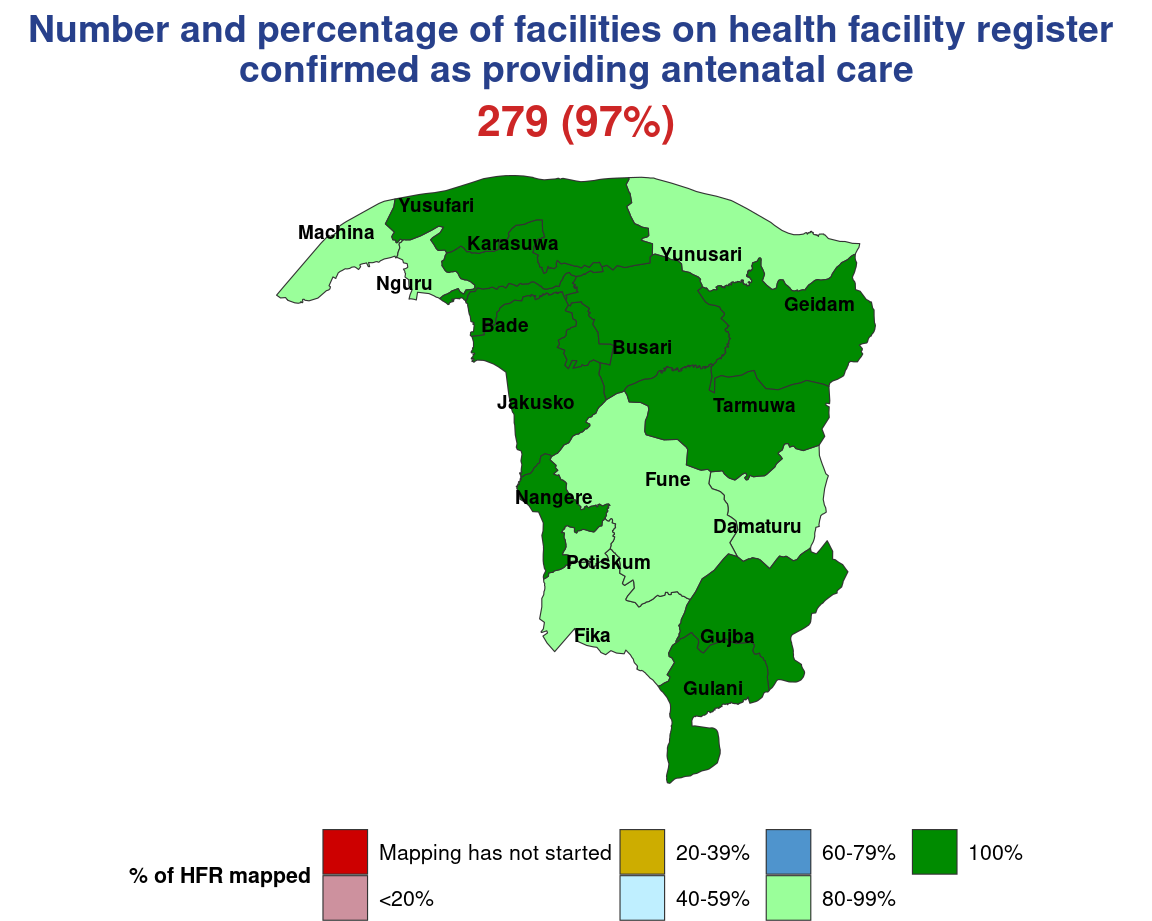 Number and percentage of facilities on health facility register
confirmed as providing antenatal care
279 (97%)
Yusufari
Machina
Karasuwa
Yunusari
Nguru
Geidam
Bade
Busari
Jakusko
Tarmuwa
Fune
Nangere
Damaturu
Potiskum
Fika
Gujba
Gulani
% of HFR mapped
Mapping has not started
<20%
20-39%
40-59%
60-79%
80-99%
100%